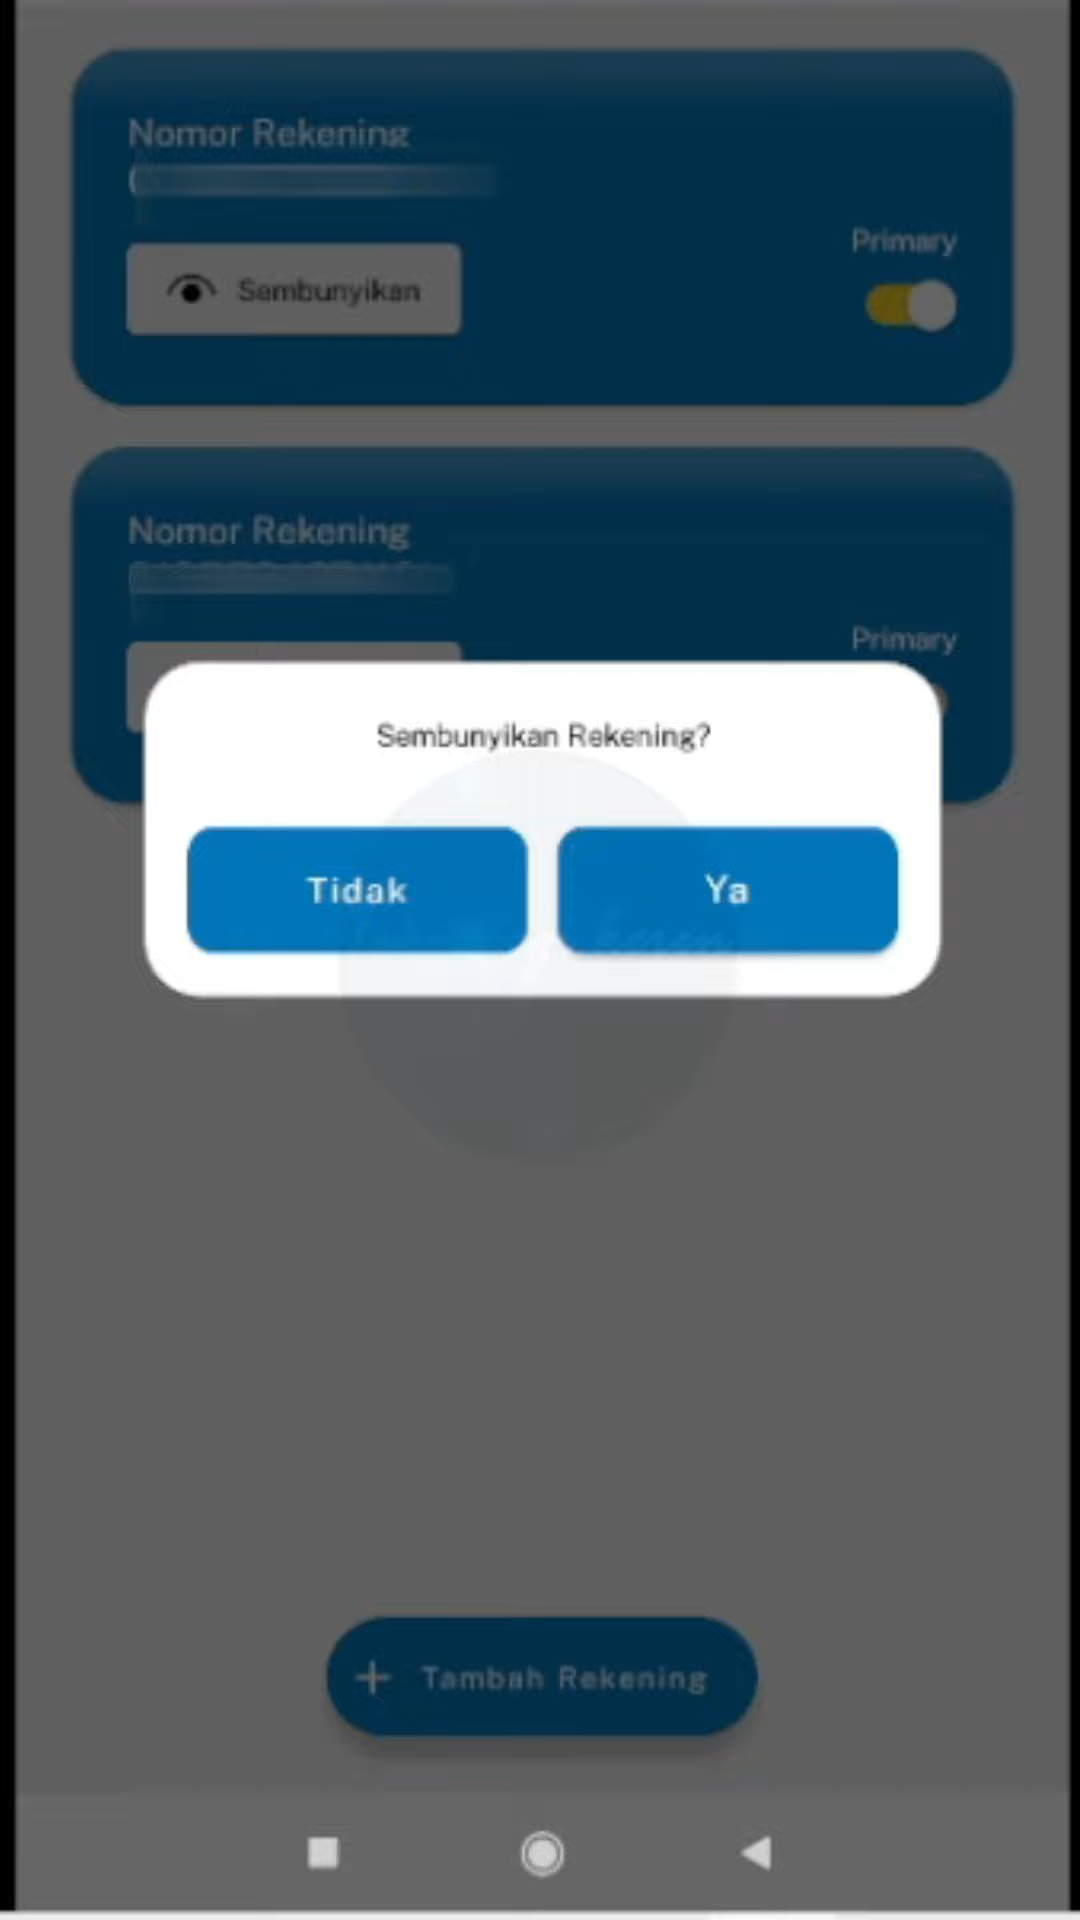 Nomor Rekening
Sembunyikan
Primary
Nomor Rekening
Primary
Sembunyikan Rekening?
Tidak
Ya
+ Tambah Rekening